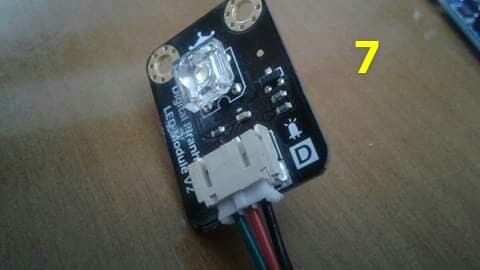 7
Digital Piranha
LED Module V2
D